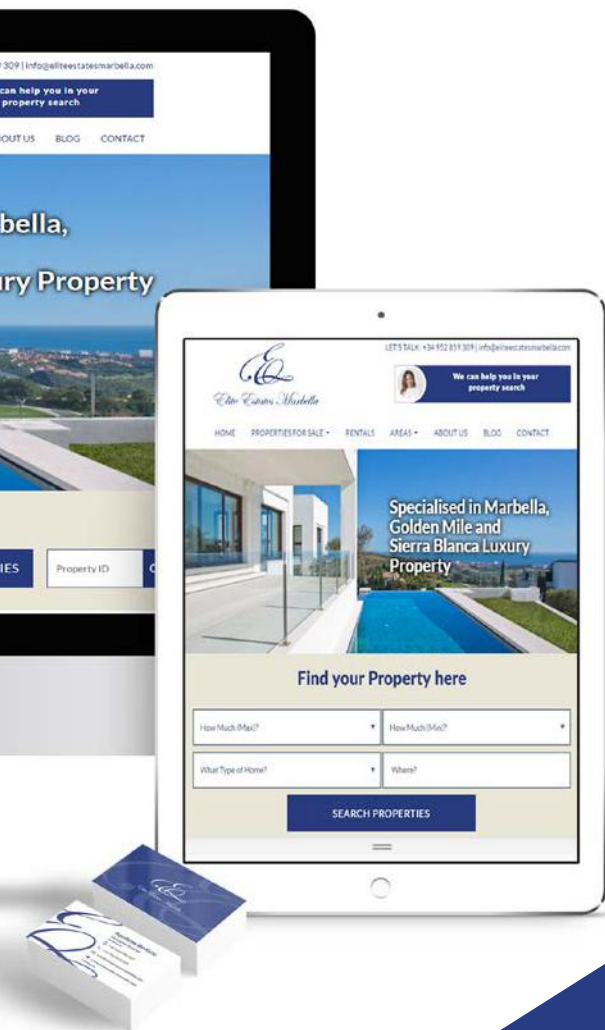 309 | info@eliteestatesmarbella.com
can help you in your
property search
ABOUT US BLOG CONTACT
bella,
ury Property
IES Property ID
LET'S TALK: +34 952 859 309 | info@eliteestatesmarbella.com
EE
Elite Estates Marbella
We can help you in your
property search
HOME PROPERTIES FOR SALE RENTALS AREAS ABOUT US BLOG CONTACT
Specialised in Marbella,
Golden Mile and
Sierra Blanca Luxury
Property
Find your Property here
How Much (Max)? How Much (Min)?
What Type of Home? Where?
SEARCH PROPERTIES